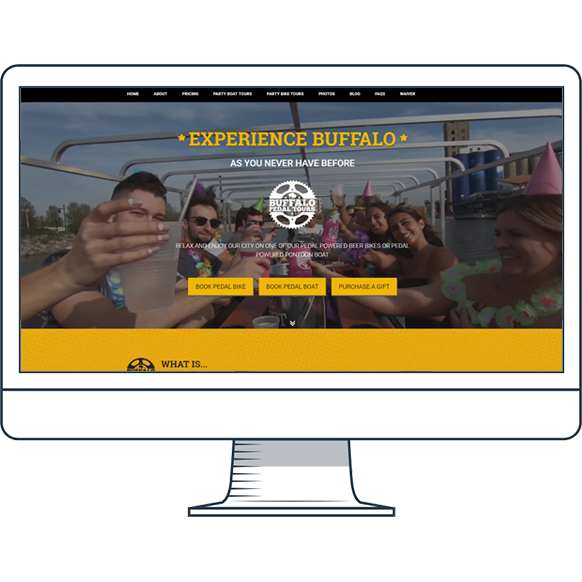 HOME ABOUT PRICING PARTY BOAT TOURS PARTY BIKE TOURS PHOTOS BLOG FAQS WAIVER
EXPERIENCE BUFFALO
AS YOU NEVER HAVE BEFORE
BUFFALO
PEDAL TOURS
RELAX AND ENJOY OUR CITY ON ONE OF OUR PEDAL POWERED BEER BIKES OR PEDAL
POWERED PONTOON BOAT
BOOK PEDAL BIKE BOOK PEDAL BOAT PURCHASE A GIFT
WHAT IS...
BUFFALO